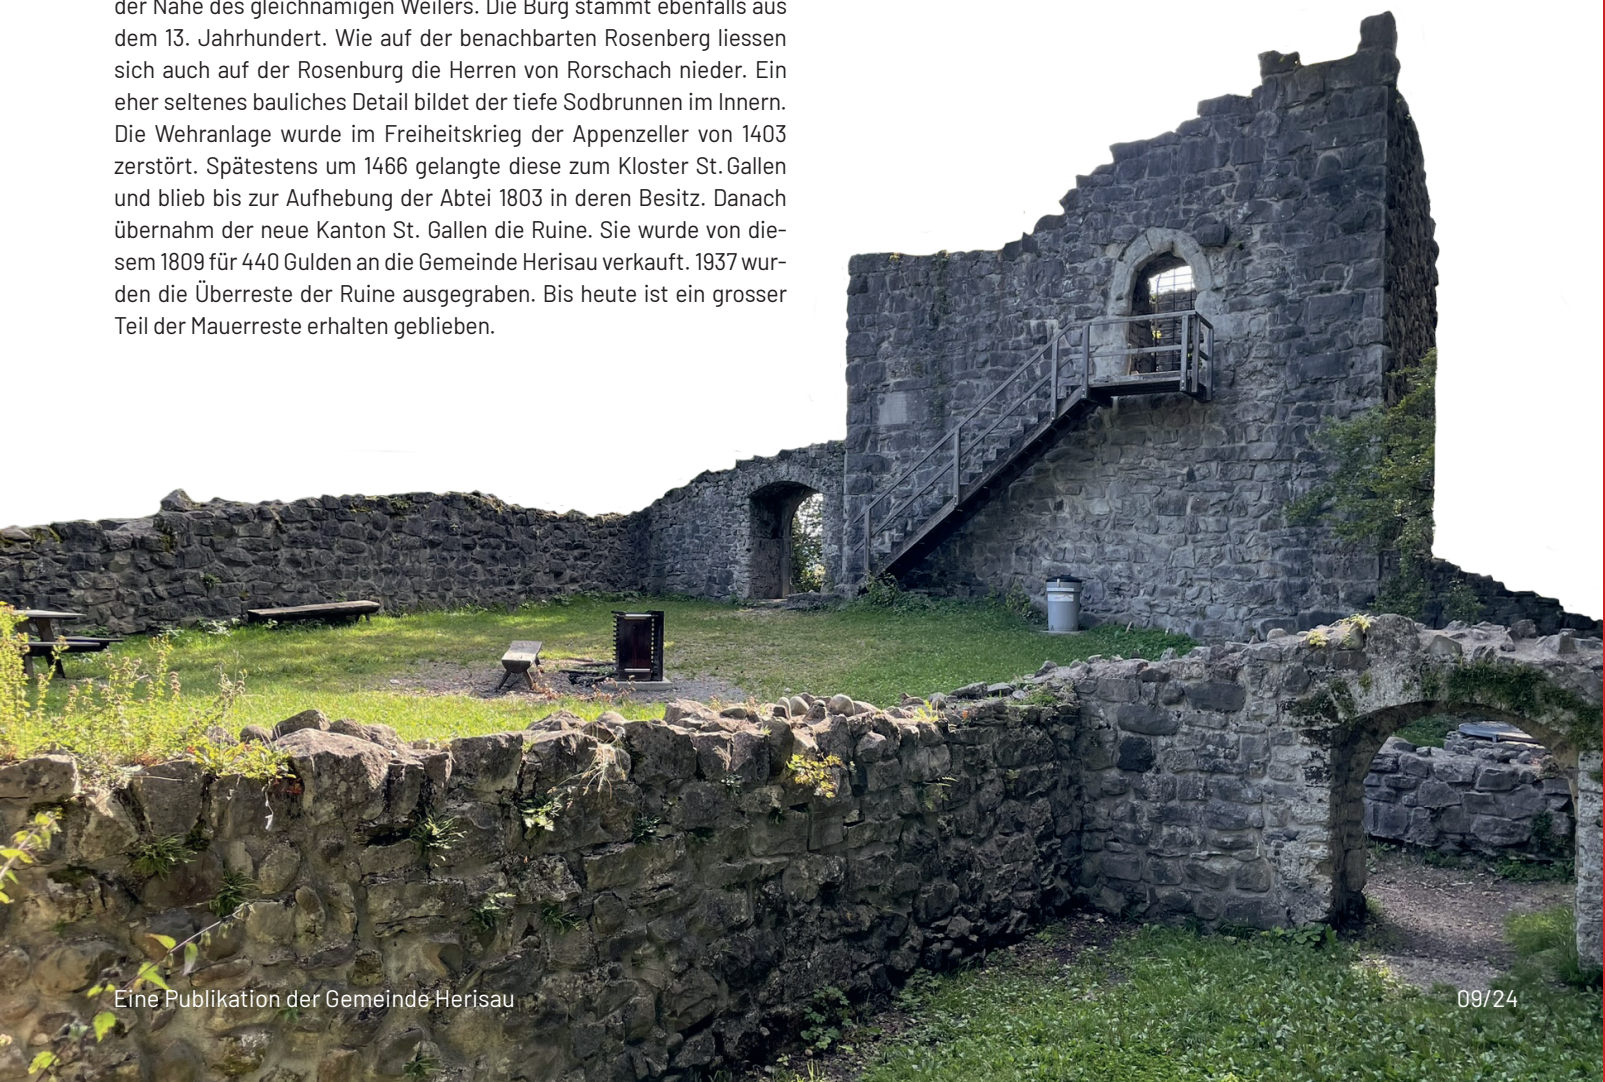 der Nähe des gleichnamigen Weilers. Die Burg stammt ebenfalls aus
dem 13. Jahrhundert. Wie auf der benachbarten Rosenberg liessen
sich auch auf der Rosenburg die Herren von Rorschach nieder. Ein
eher seltenes bauliches Detail bildet der tiefe Sodbrunnen im Innern.
Die Wehranlage wurde im Freiheitskrieg der Appenzeller von 1403
zerstört. Spätestens um 1466 gelangte diese zum Kloster St. Gallen
und blieb bis zur Aufhebung der Abtei 1803 in deren Besitz. Danach
übernahm der neue Kanton St. Gallen die Ruine. Sie wurde von die-
sem 1809 für 440 Gulden an die Gemeinde Herisau verkauft. 1937 wur-
den die Überreste der Ruine ausgegraben. Bis heute ist ein grosser
Teil der Mauerreste erhalten geblieben.
Eine Publikation der Gemeinde Herisau
09/24